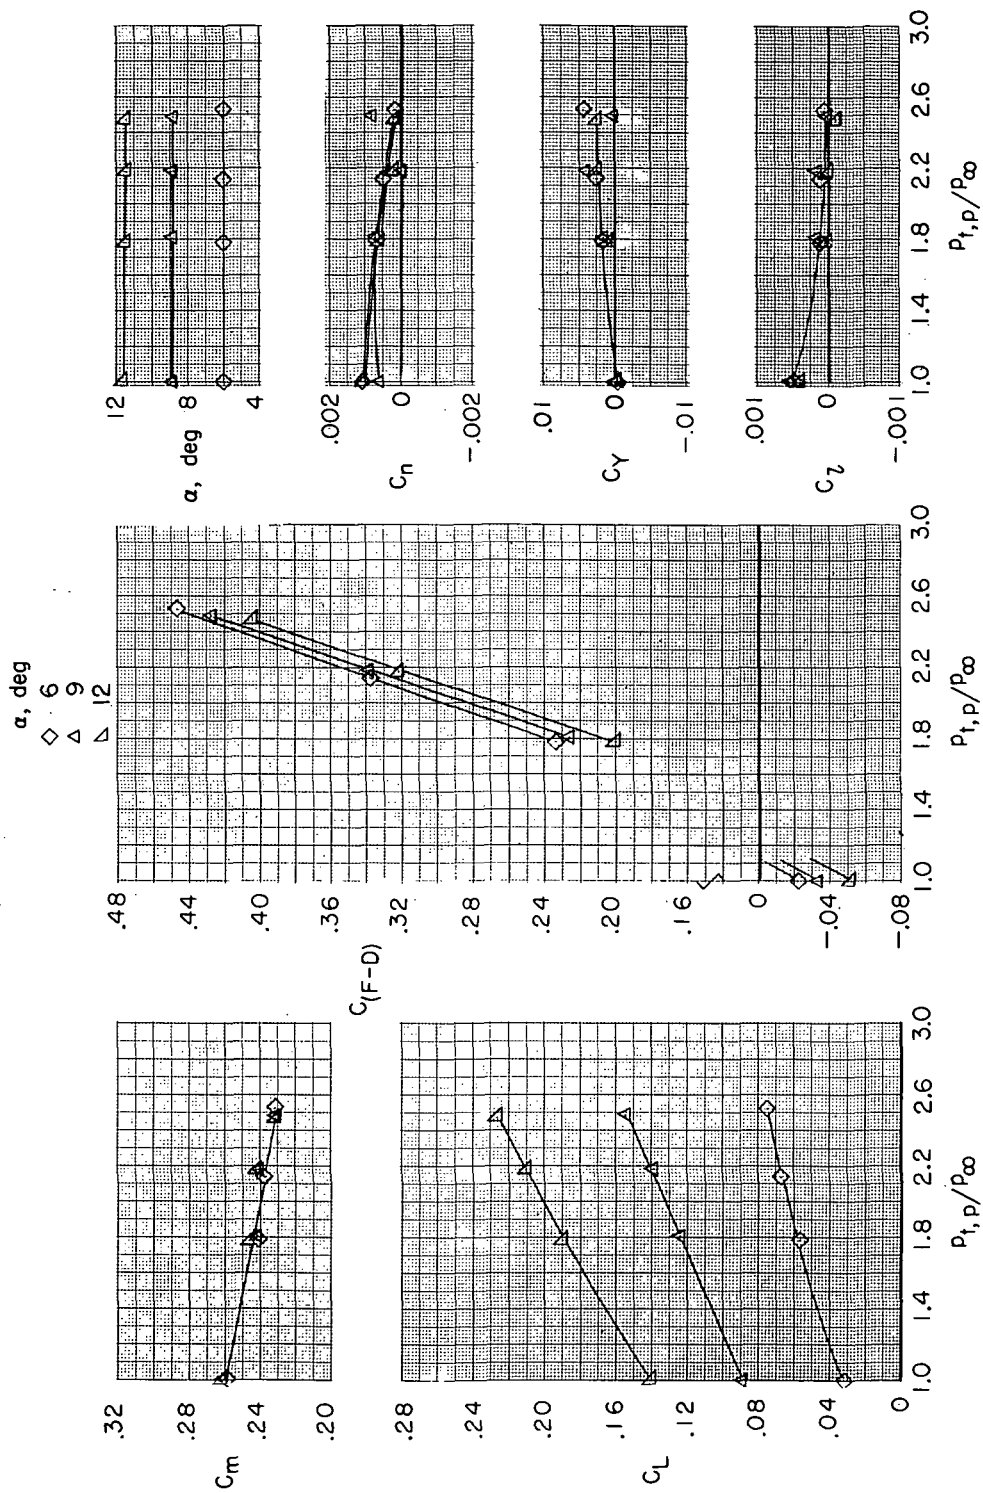 α, deg
◇ 6
△ 9
▷ 12
.32
.28
.24
.20
Cm
.28
.24
.20
.16
.12
.08
.04
0
CL
1.0 1.4 1.8 2.2 2.6 3.0
pt,p/p∞
.48
.40
.32
.28
.24
.20
.16
0
-.04
-.08
C(F-D)
1.0 1.4 1.8 2.2 2.6 3.0
pt,p/p∞
12
8
4
α, deg
.002
0
-.002
Cn
.01
0
-.01
CY
.001
0
-.001
Cl
1.0 1.4 1.8 2.2 2.6 3.0
pt,p/p∞